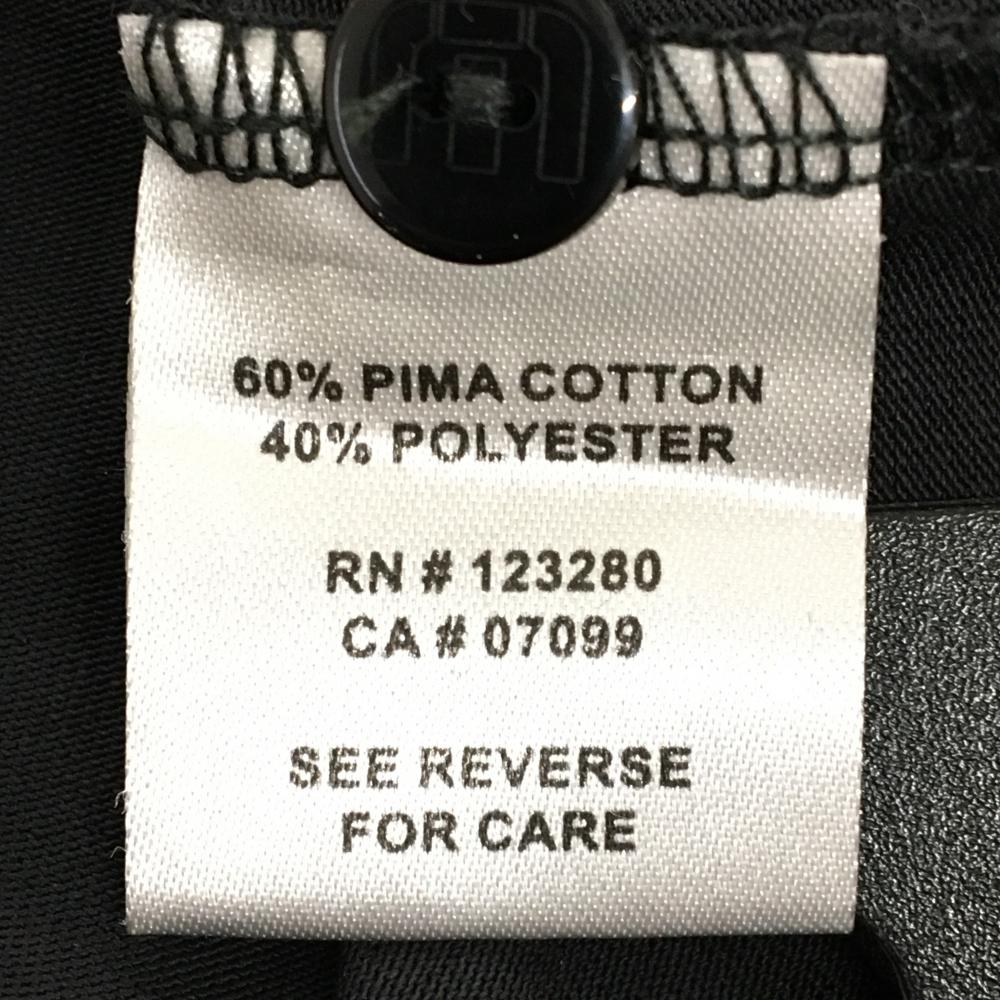 60% PIMA COTTON
40% POLYESTER
RN # 123280
CA # 07099
SEE REVERSE
FOR CARE